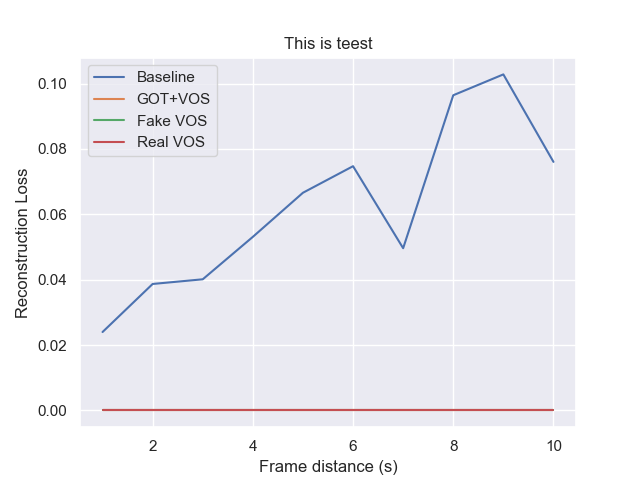 This is teest
Baseline
GOT+VOS
Fake VOS
Real VOS
Reconstruction Loss
0.10
0.08
0.06
0.04
0.02
0.00
2 4 6 8 10
Frame distance (s)